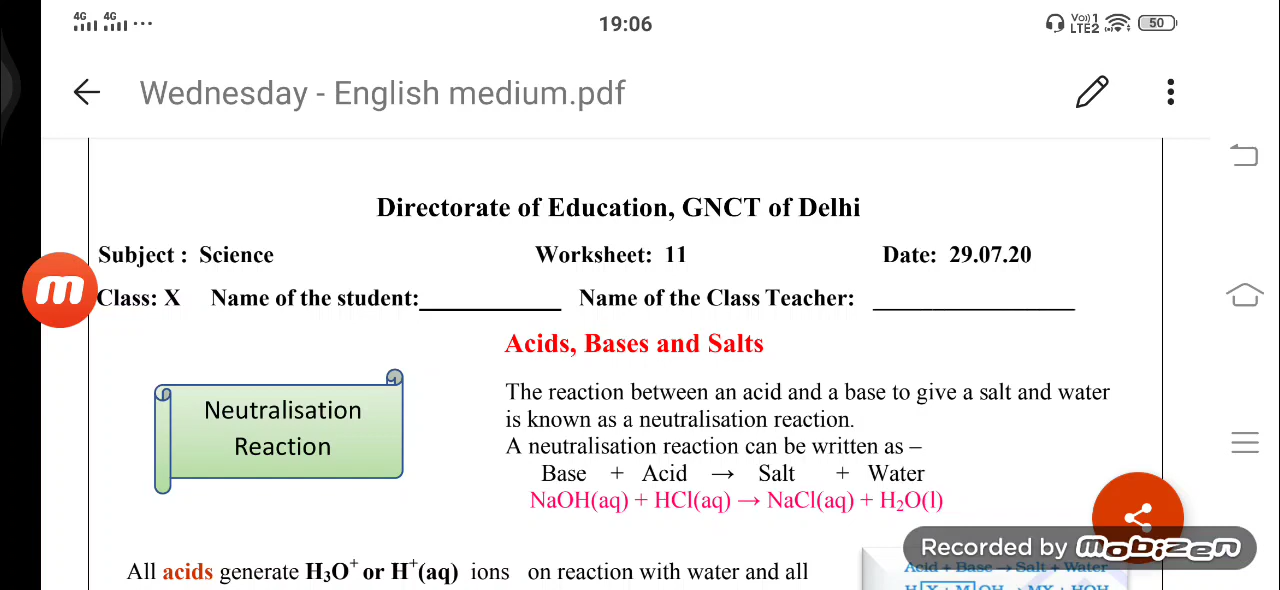 4G 4G ... 19:06 Vo)) 1 LTE2 50
Wednesday - English medium.pdf
Directorate of Education, GNCT of Delhi
Subject : Science Worksheet: 11 Date: 29.07.20
Class: X Name of the student:__________ Name of the Class Teacher: __________________
Acids, Bases and Salts
Neutralisation
Reaction
The reaction between an acid and a base to give a salt and water
is known as a neutralisation reaction.
A neutralisation reaction can be written as –
Base + Acid → Salt + Water
NaOH(aq) + HCl(aq) → NaCl(aq) + H₂O(l)
Recorded by Mobizen
All acids generate H₃O⁺ or H⁺(aq) ions on reaction with water and all
Acid + Base → Salt + Water
H X + M OH → MX + HOH